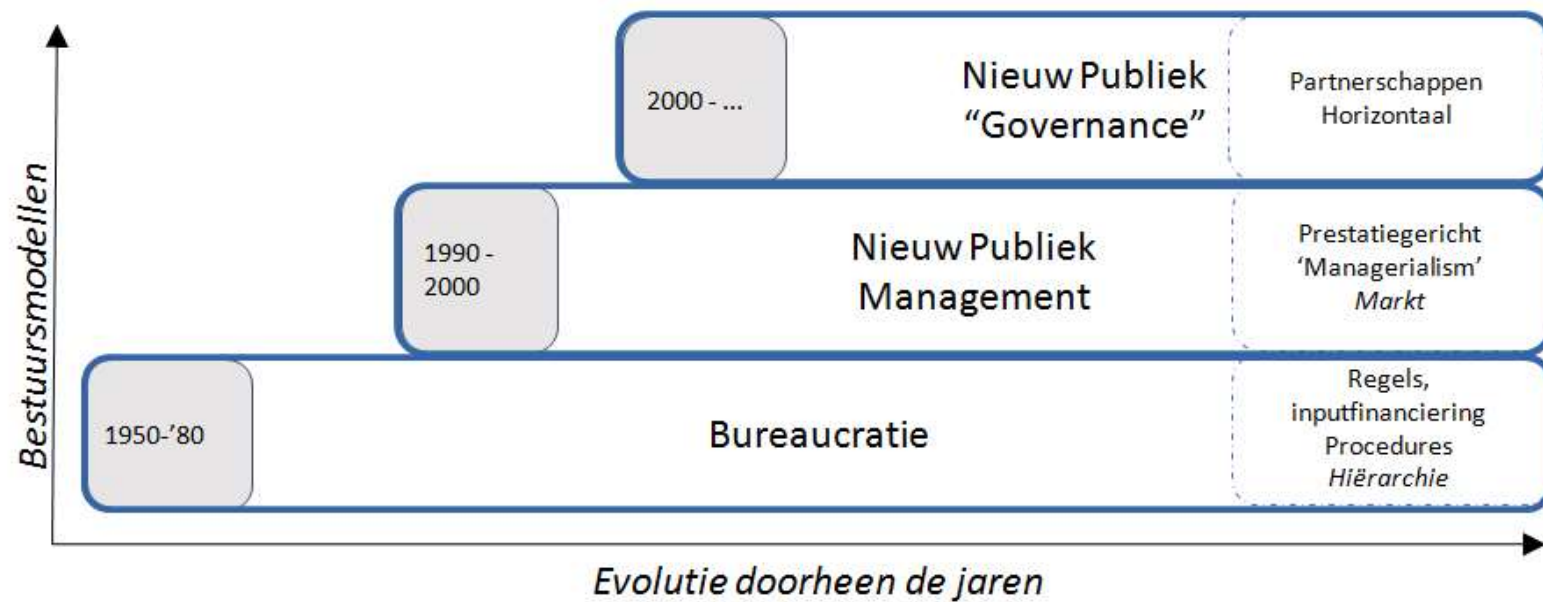 Bestuursmodellen
2000 - ...
Nieuw Publiek
“Governance”
Partnerschappen
Horizontaal
1990 -
2000
Nieuw Publiek
Management
Prestatiegericht
‘Managerialism’
Markt
1950-’80
Bureaucratie
Regels,
inputfinanciering
Procedures
Hiërarchie
Evolutie doorheen de jaren